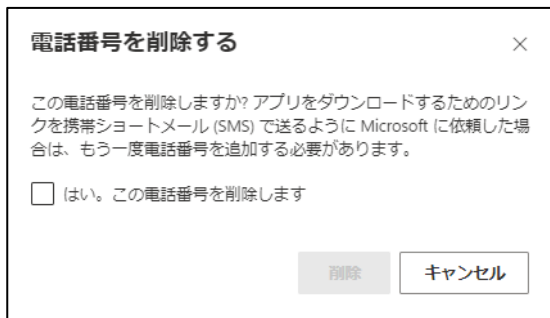 電話番号を削除する
この電話番号を削除しますか? アプリをダウンロードするためのリン
クを携帯ショートメール (SMS) で送るように Microsoft に依頼した場
合は、もう一度電話番号を追加する必要があります。
はい。この電話番号を削除します
削除 キャンセル